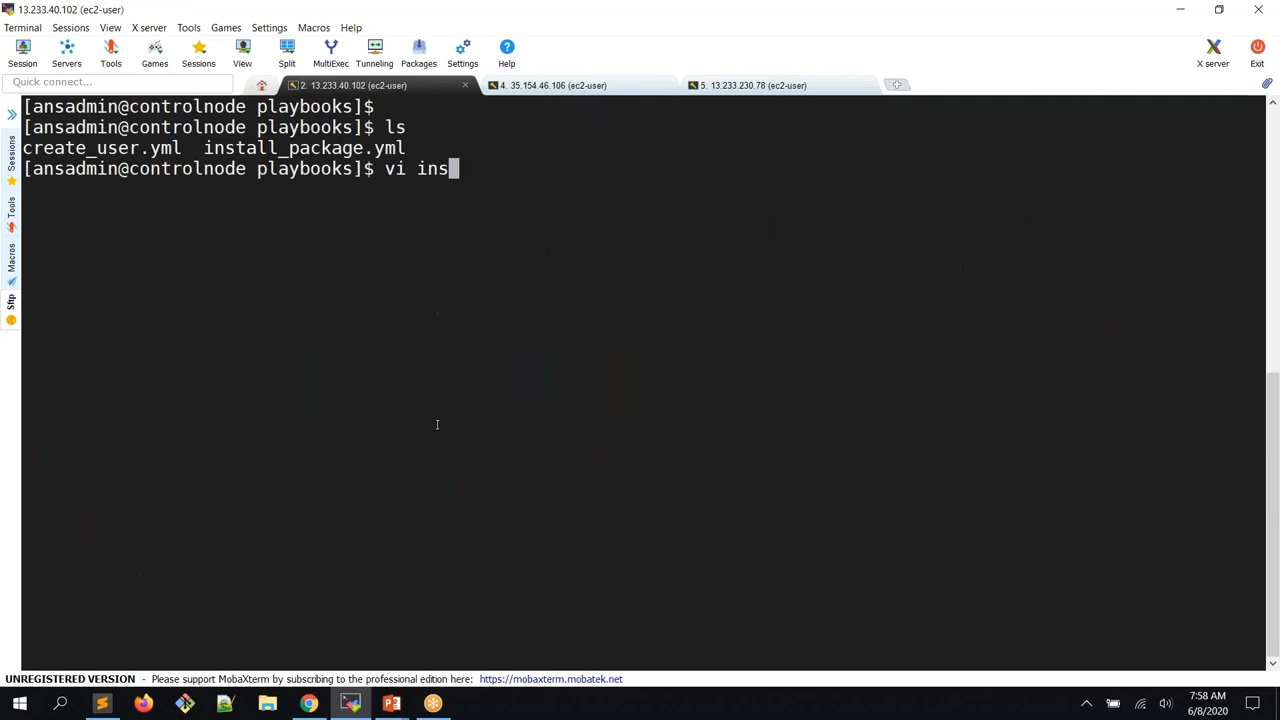 13.233.40.102 (ec2-user)
Terminal Sessions View X server Tools Games Settings Macros Help
Session Servers Tools Games Sessions View Split MultiExec Tunneling Packages Settings Help X server Exit
Quick connect...
2. 13.233.40.102 (ec2-user)
4. 35.154.46.106 (ec2-user)
5. 13.233.230.78 (ec2-user)
Sessions
Tools
Macros
Sftp
[ansadmin@controlnode playbooks]$
[ansadmin@controlnode playbooks]$ ls
create_user.yml install_package.yml
[ansadmin@controlnode playbooks]$ vi ins
UNREGISTERED VERSION - Please support MobaXterm by subscribing to the professional edition here: https://mobaxterm.mobatek.net
7:58 AM
6/8/2020